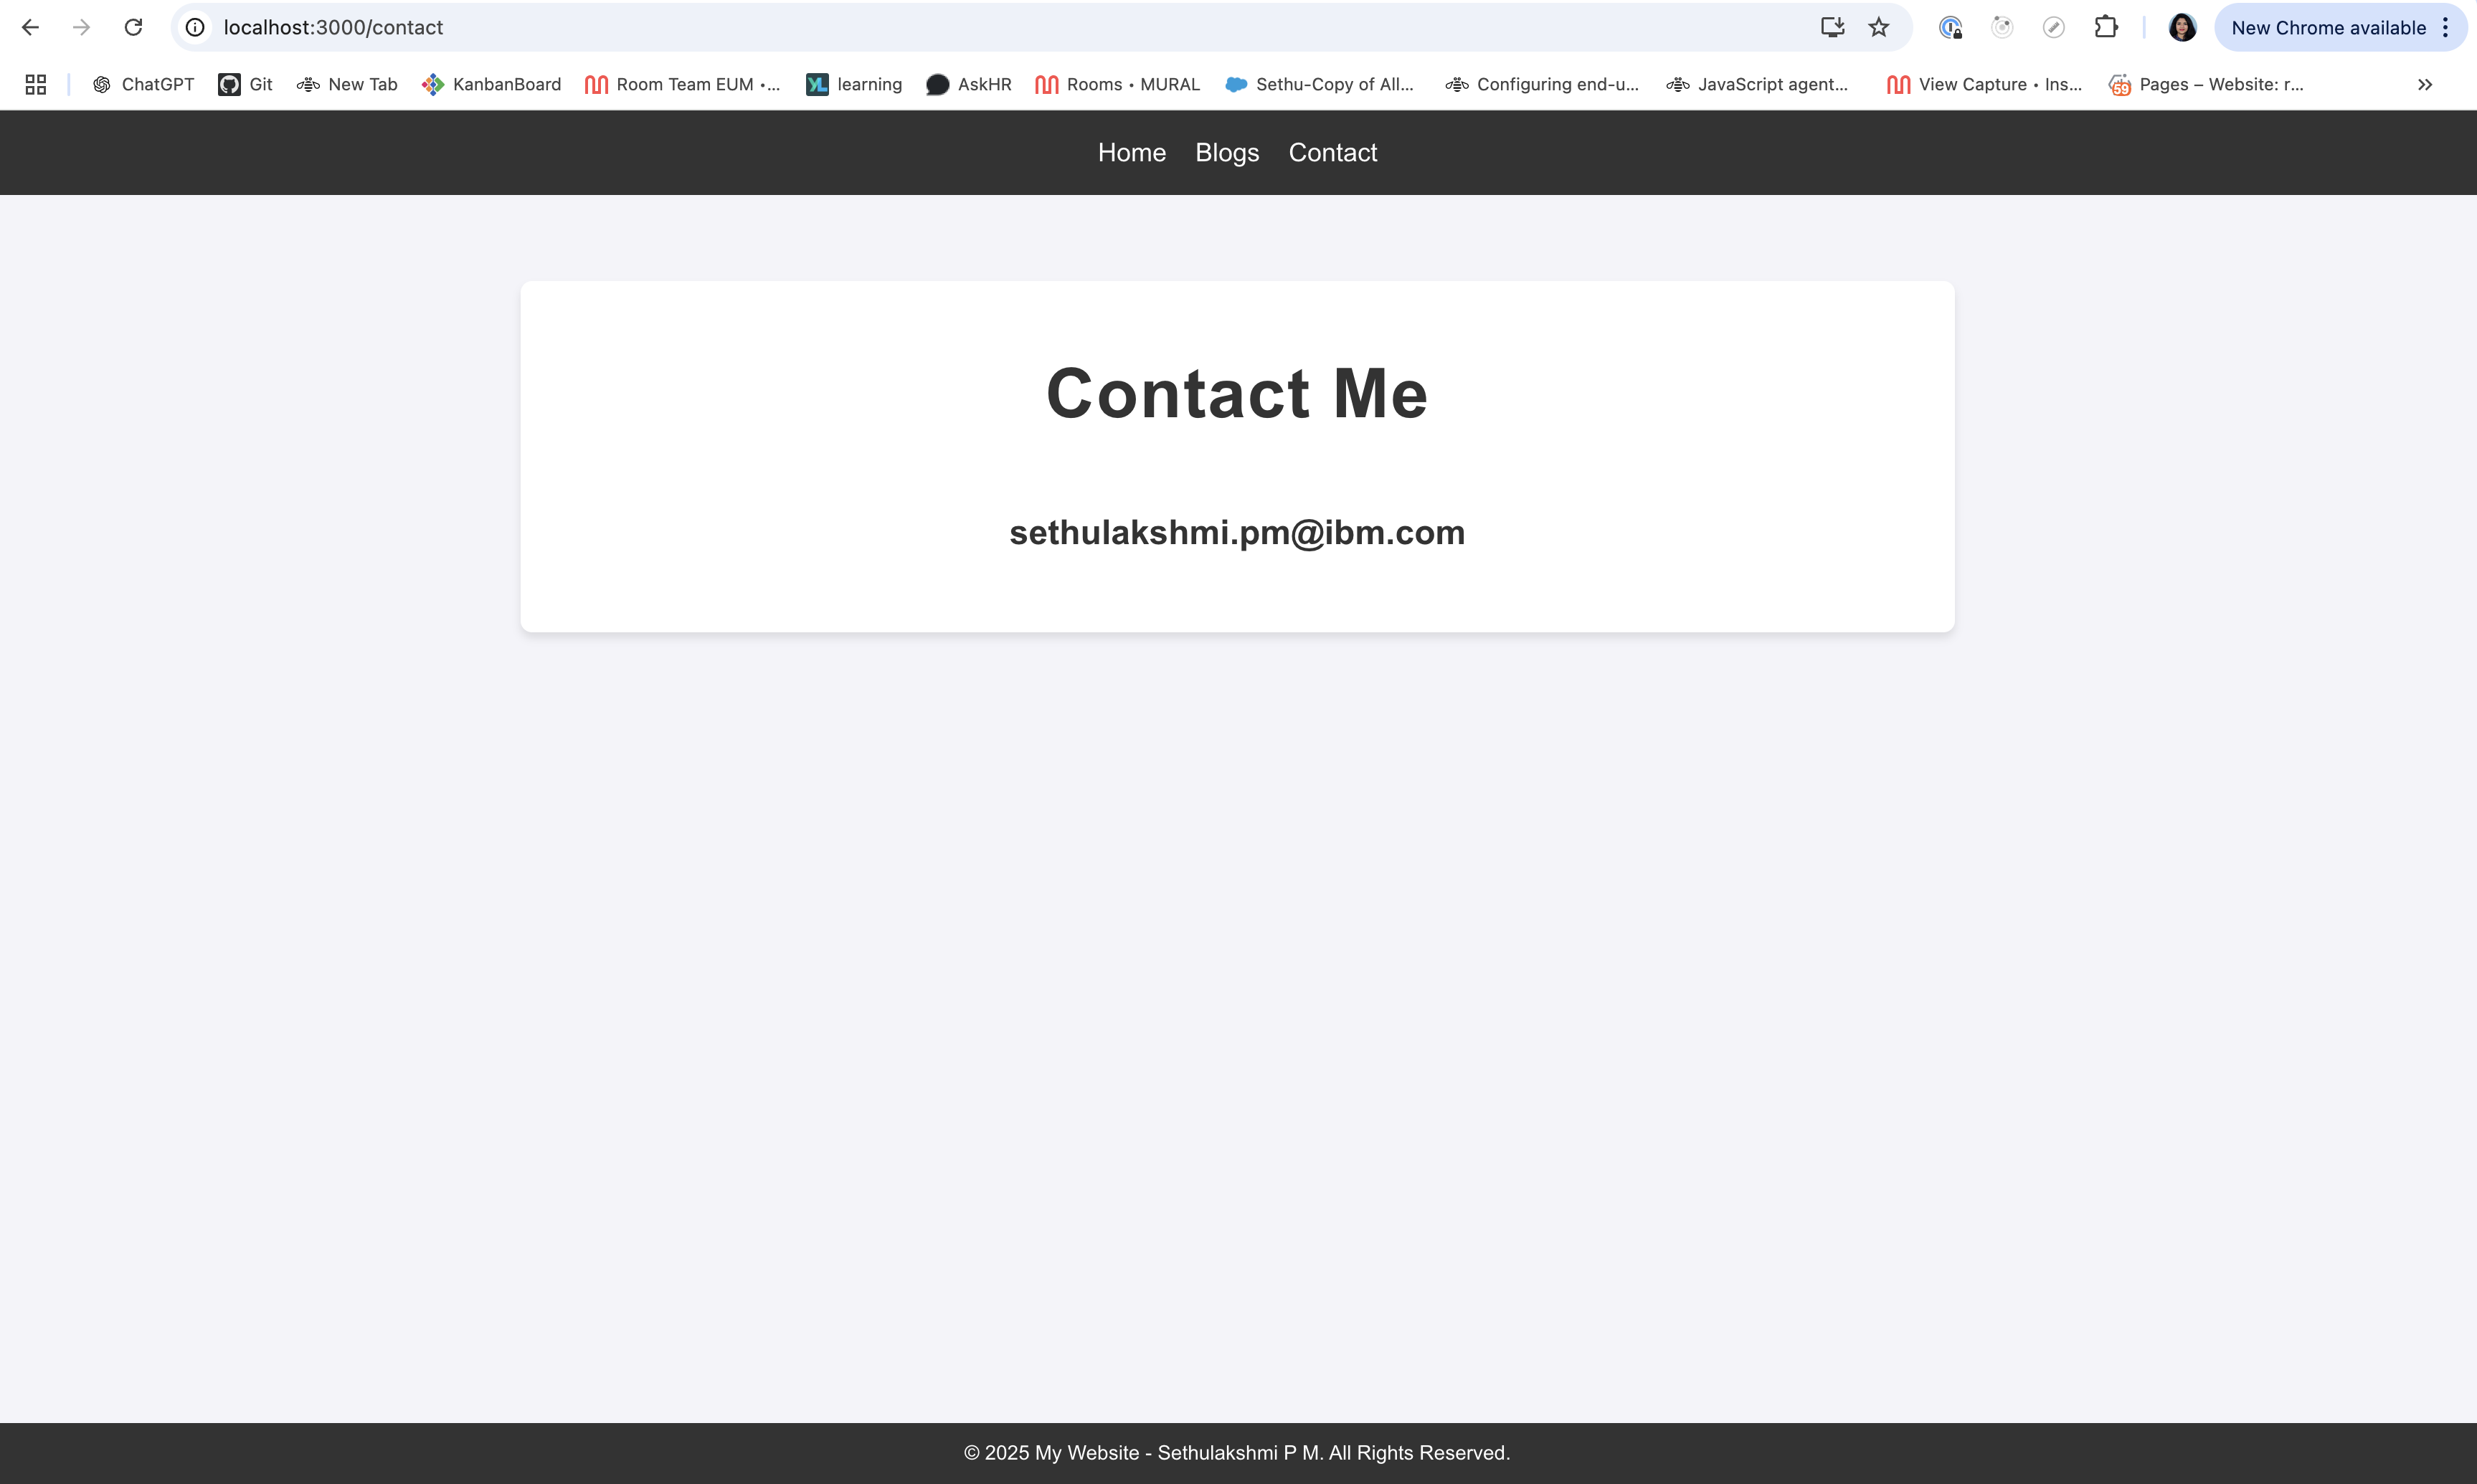 localhost:3000/contact
New Chrome available
ChatGPT Git New Tab KanbanBoard Room Team EUM •... learning AskHR Rooms • MURAL Sethu-Copy of All... Configuring end-u... JavaScript agent... View Capture • Ins... 59 Pages – Website: r...
Home Blogs Contact
Contact Me
sethulakshmi.pm@ibm.com
© 2025 My Website - Sethulakshmi P M. All Rights Reserved.